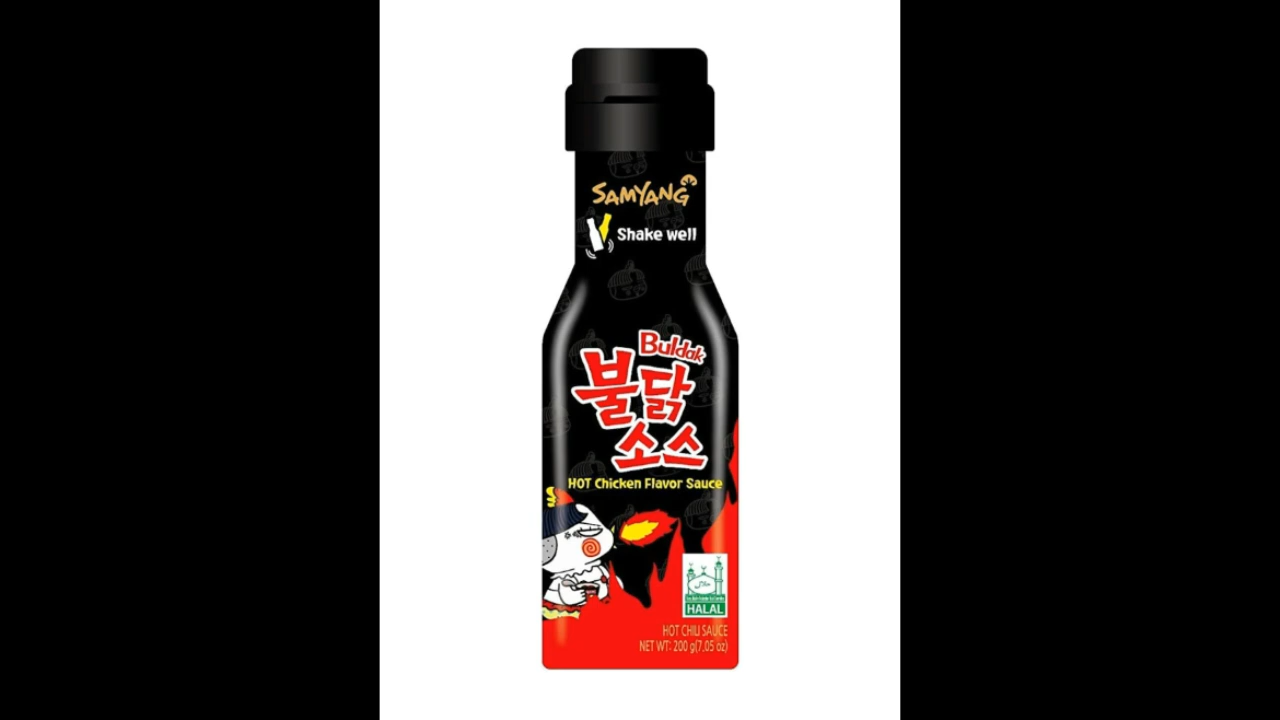 SAMYANG
Shake well
Buldak
불닭
소스
HOT Chicken Flavor Sauce
HALAL
HOT CHILI SAUCE
NET WT: 200 g(7.05 oz)